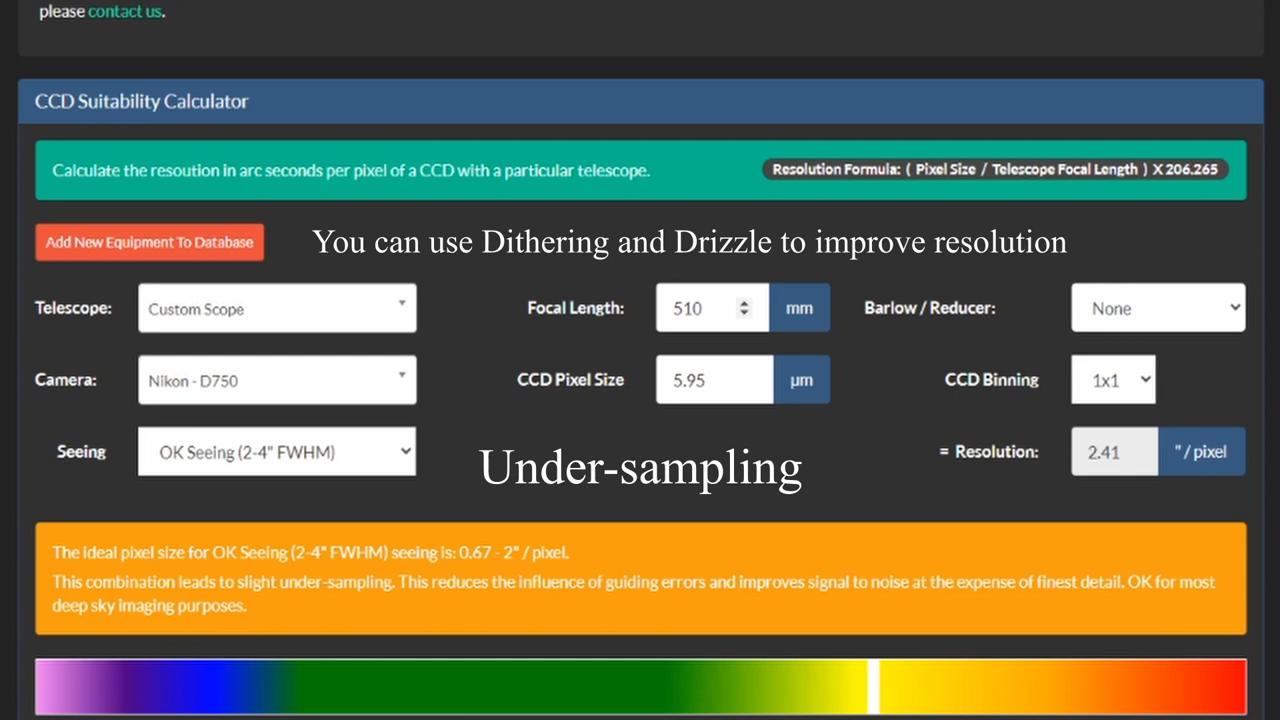 please contact us.
CCD Suitability Calculator
Calculate the resoution in arc seconds per pixel of a CCD with a particular telescope.
Resolution Formula: ( Pixel Size / Telescope Focal Length ) X 206.265
Add New Equipment To Database
You can use Dithering and Drizzle to improve resolution
Telescope: Custom Scope Focal Length: 510 mm Barlow / Reducer: None
Camera: Nikon - D750 CCD Pixel Size 5.95 µm CCD Binning 1x1
Seeing OK Seeing (2-4" FWHM) = Resolution: 2.41 "/ pixel
Under-sampling
The ideal pixel size for OK Seeing (2-4" FWHM) seeing is: 0.67 - 2" / pixel.
This combination leads to slight under-sampling. This reduces the influence of guiding errors and improves signal to noise at the expense of finest detail. OK for most
deep sky imaging purposes.